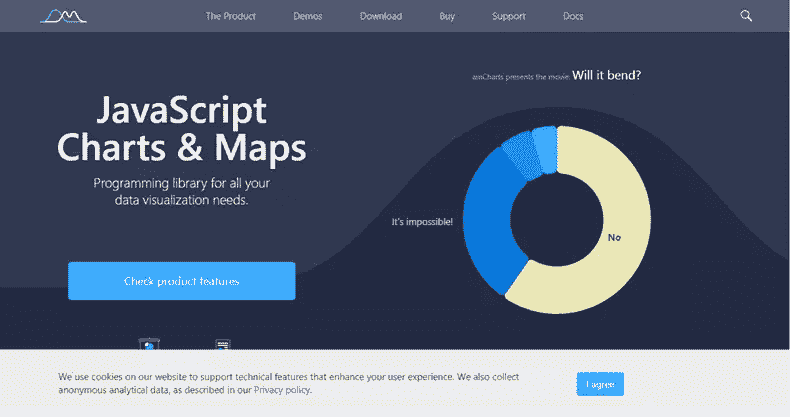 The Product Demos Download Buy Support Docs
amCharts presents the movie: Will it bend?
JavaScript
Charts & Maps
Programming library for all your
data visualization needs.
It's impossible!
No
Check product features
We use cookies on our website to support technical features that enhance your user experience. We also collect
anonymous analytical data, as described in our Privacy policy.
I agree